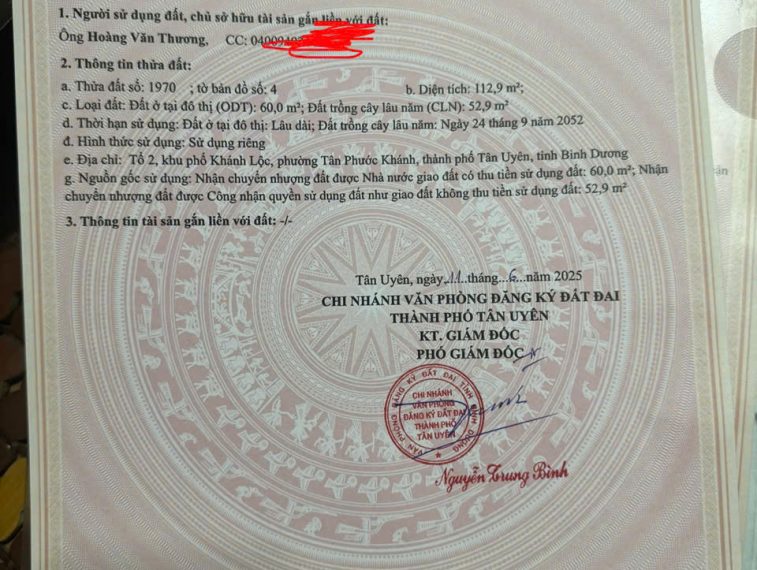 1. Người sử dụng đất, chủ sở hữu tài sản gắn liền với đất:
Ông Hoàng Văn Thương, CC:
2. Thông tin thửa đất:
a. Thửa đất số: 1970 ; tờ bản đồ số: 4 b. Diện tích: 112,9 m²;
c. Loại đất: Đất ở tại đô thị (ODT): 60,0 m²; Đất trồng cây lâu năm (CLN): 52,9 m²
d. Thời hạn sử dụng: Đất ở tại đô thị: Lâu dài; Đất trồng cây lâu năm: Ngày 24 tháng 9 năm 2052
đ. Hình thức sử dụng: Sử dụng riêng
e. Địa chỉ: Tổ 2, khu phố Khánh Lộc, phường Tân Phước Khánh, thành phố Tân Uyên, tỉnh Bình Dương
g. Nguồn gốc sử dụng: Nhận chuyển nhượng đất được Nhà nước giao đất có thu tiền sử dụng đất: 60,0 m²; Nhận
chuyển nhượng đất được Công nhận quyền sử dụng đất như giao đất không thu tiền sử dụng đất: 52,9 m²
3. Thông tin tài sản gắn liền với đất: -/-
Tân Uyên, ngày 11 tháng 6 năm 2025
CHI NHÁNH VĂN PHÒNG ĐĂNG KÝ ĐẤT ĐAI
THÀNH PHỐ TÂN UYÊN
KT. GIÁM ĐỐC
PHÓ GIÁM ĐỐC
VĂN PHÒNG ĐĂNG KÝ ĐẤT ĐAI TỈNH BÌNH DƯƠNG
CHI NHÁNH
VĂN PHÒNG
ĐĂNG KÝ ĐẤT ĐAI
THÀNH PHỐ
TÂN UYÊN
Nguyễn Trung Bình